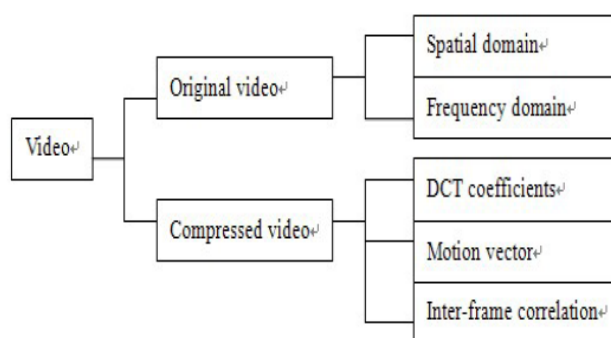 Video
Original video
Spatial domain
Frequency domain
Compressed video
DCT coefficients
Motion vector
Inter-frame correlation